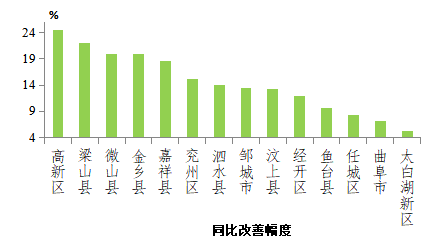 %
24
19
14
9
4
高新区
梁山县
微山县
金乡县
嘉祥县
兖州区
泗水县
邹城市
汶上县
经开区
鱼台县
任城区
曲阜市
太白湖新区
同比改善幅度